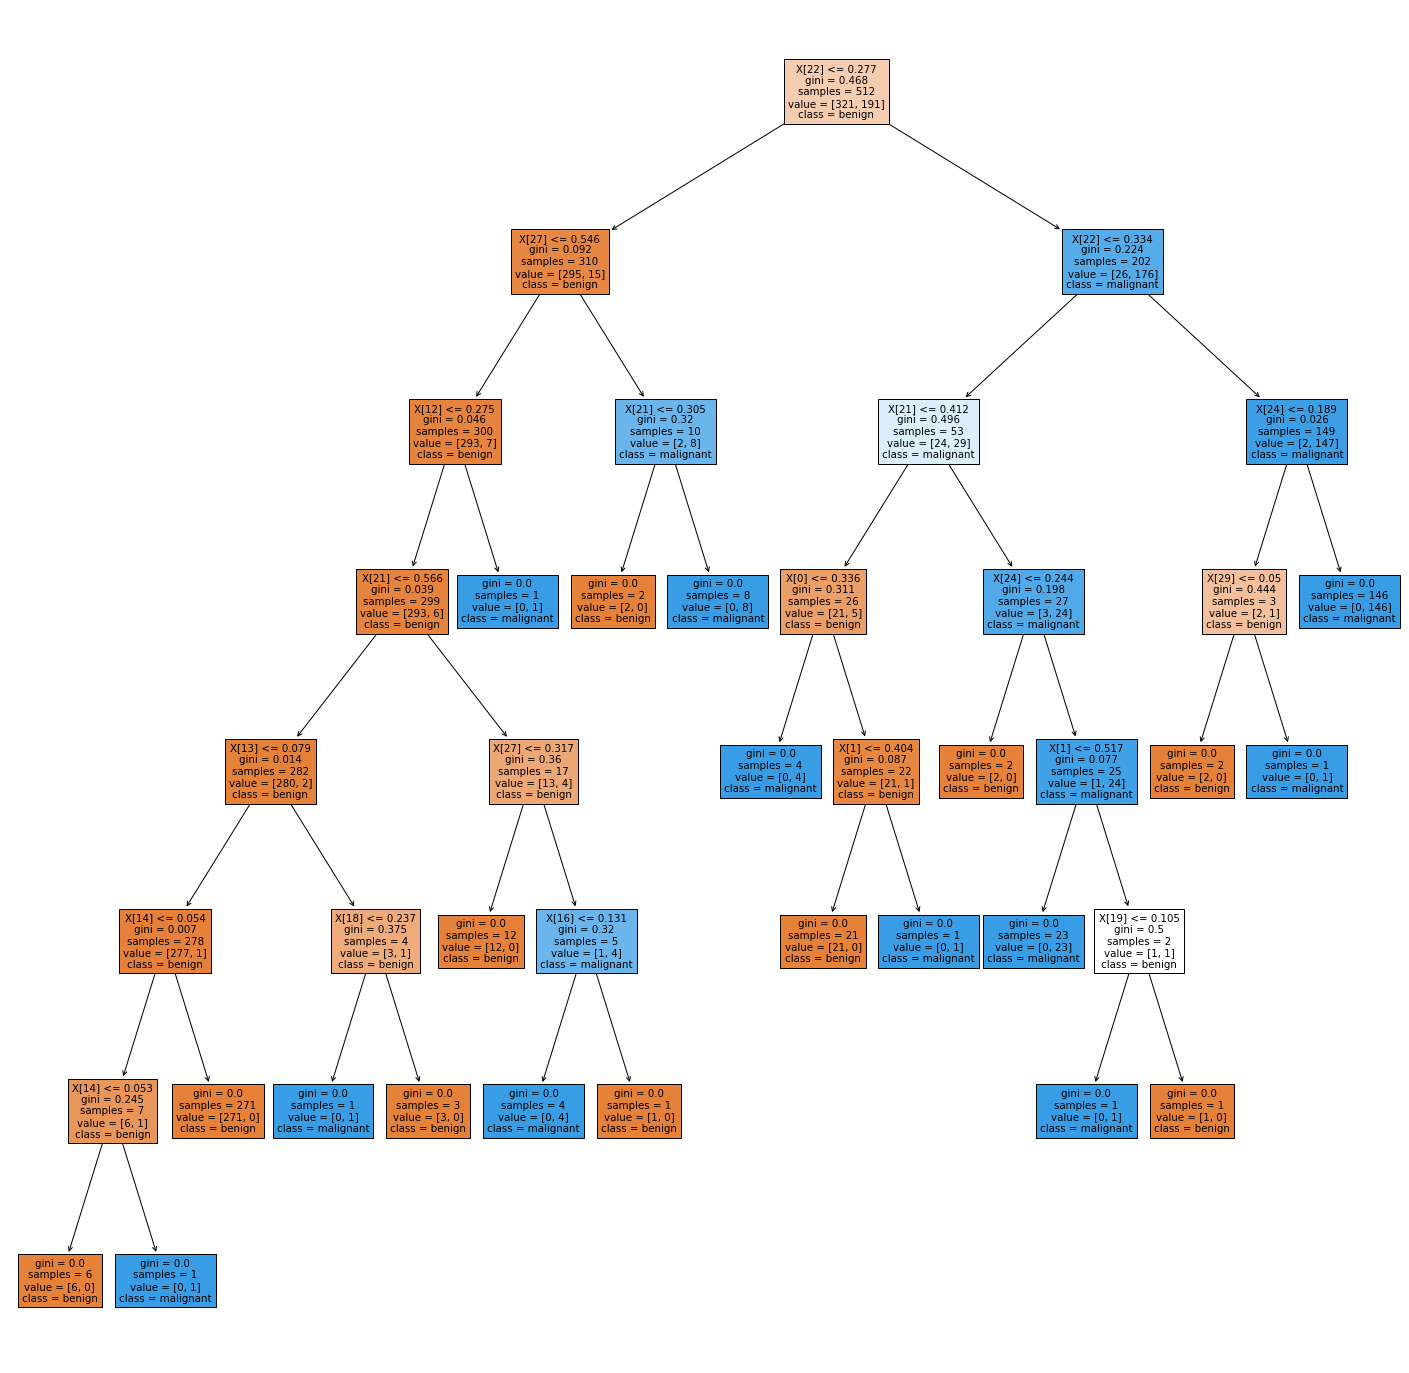 X[22] <= 0.277
gini = 0.468
samples = 512
value = [321, 191]
class = benign
X[27] <= 0.546
gini = 0.092
samples = 310
value = [295, 15]
class = benign
X[22] <= 0.334
gini = 0.224
samples = 202
value = [26, 176]
class = malignant
X[12] <= 0.275
gini = 0.046
samples = 300
value = [293, 7]
class = benign
X[21] <= 0.305
gini = 0.32
samples = 10
value = [2, 8]
class = malignant
X[21] <= 0.412
gini = 0.496
samples = 53
value = [24, 29]
class = malignant
X[24] <= 0.189
gini = 0.026
samples = 149
value = [2, 147]
class = malignant
X[21] <= 0.566
gini = 0.039
samples = 299
value = [293, 6]
class = benign
gini = 0.0
samples = 1
value = [0, 1]
class = malignant
gini = 0.0
samples = 2
value = [2, 0]
class = benign
gini = 0.0
samples = 8
value = [0, 8]
class = malignant
X[0] <= 0.336
gini = 0.311
samples = 26
value = [21, 5]
class = benign
X[24] <= 0.244
gini = 0.198
samples = 27
value = [3, 24]
class = malignant
X[29] <= 0.05
gini = 0.444
samples = 3
value = [2, 1]
class = benign
gini = 0.0
samples = 146
value = [0, 146]
class = malignant
X[13] <= 0.079
gini = 0.014
samples = 282
value = [280, 2]
class = benign
X[27] <= 0.317
gini = 0.36
samples = 17
value = [13, 4]
class = benign
gini = 0.0
samples = 4
value = [0, 4]
class = malignant
X[1] <= 0.404
gini = 0.087
samples = 22
value = [21, 1]
class = benign
gini = 0.0
samples = 2
value = [2, 0]
class = benign
X[1] <= 0.517
gini = 0.077
samples = 25
value = [1, 24]
class = malignant
gini = 0.0
samples = 2
value = [2, 0]
class = benign
gini = 0.0
samples = 1
value = [0, 1]
class = malignant
X[14] <= 0.054
gini = 0.007
samples = 278
value = [277, 1]
class = benign
X[18] <= 0.237
gini = 0.375
samples = 4
value = [3, 1]
class = benign
gini = 0.0
samples = 12
value = [12, 0]
class = benign
X[16] <= 0.131
gini = 0.32
samples = 5
value = [1, 4]
class = malignant
gini = 0.0
samples = 21
value = [21, 0]
class = benign
gini = 0.0
samples = 1
value = [0, 1]
class = malignant
gini = 0.0
samples = 23
value = [0, 23]
class = malignant
X[19] <= 0.105
gini = 0.5
samples = 2
value = [1, 1]
class = benign
X[14] <= 0.053
gini = 0.245
samples = 7
value = [6, 1]
class = benign
gini = 0.0
samples = 271
value = [271, 0]
class = benign
gini = 0.0
samples = 1
value = [0, 1]
class = malignant
gini = 0.0
samples = 3
value = [3, 0]
class = benign
gini = 0.0
samples = 4
value = [0, 4]
class = malignant
gini = 0.0
samples = 1
value = [1, 0]
class = benign
gini = 0.0
samples = 1
value = [0, 1]
class = malignant
gini = 0.0
samples = 1
value = [1, 0]
class = benign
gini = 0.0
samples = 6
value = [6, 0]
class = benign
gini = 0.0
samples = 1
value = [0, 1]
class = malignant